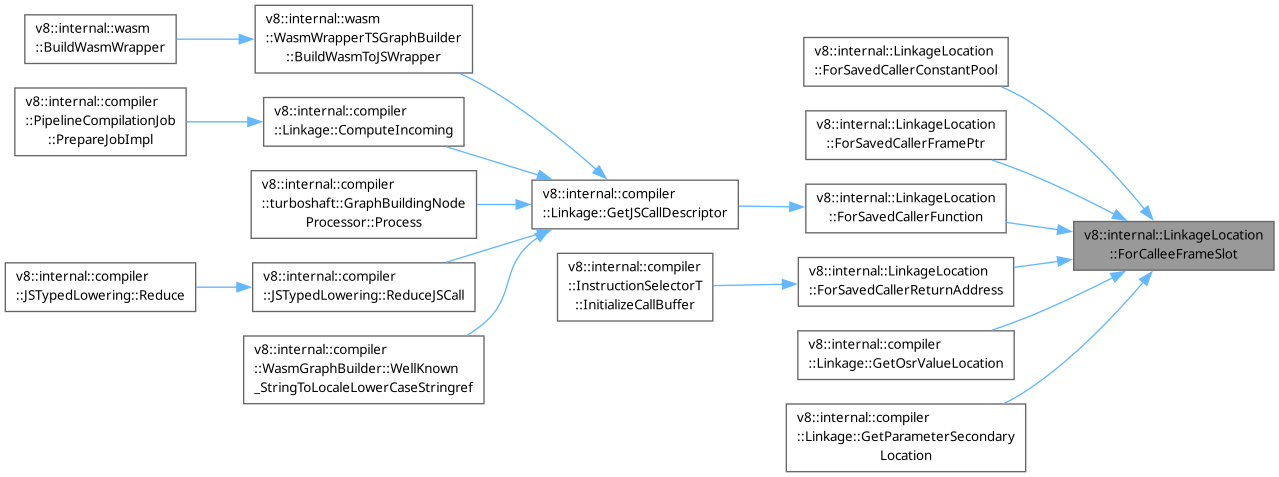 v8::internal::wasm
::BuildWasmWrapper
v8::internal::compiler
::PipelineCompilationJob
::PrepareJobImpl
v8::internal::compiler
::JSTypedLowering::Reduce
v8::internal::wasm
::WasmWrapperTSGraphBuilder
::BuildWasmToJSWrapper
v8::internal::compiler
::Linkage::ComputeIncoming
v8::internal::compiler
::turboshaft::GraphBuildingNode
Processor::Process
v8::internal::compiler
::JSTypedLowering::ReduceJSCall
v8::internal::compiler
::WasmGraphBuilder::WellKnown
_StringToLocaleLowerCaseStringref
v8::internal::compiler
::Linkage::GetJSCallDescriptor
v8::internal::compiler
::InstructionSelectorT
::InitializeCallBuffer
v8::internal::LinkageLocation
::ForSavedCallerConstantPool
v8::internal::LinkageLocation
::ForSavedCallerFramePtr
v8::internal::LinkageLocation
::ForSavedCallerFunction
v8::internal::LinkageLocation
::ForSavedCallerReturnAddress
v8::internal::compiler
::Linkage::GetOsrValueLocation
v8::internal::compiler
::Linkage::GetParameterSecondary
Location
v8::internal::LinkageLocation
::ForCalleeFrameSlot